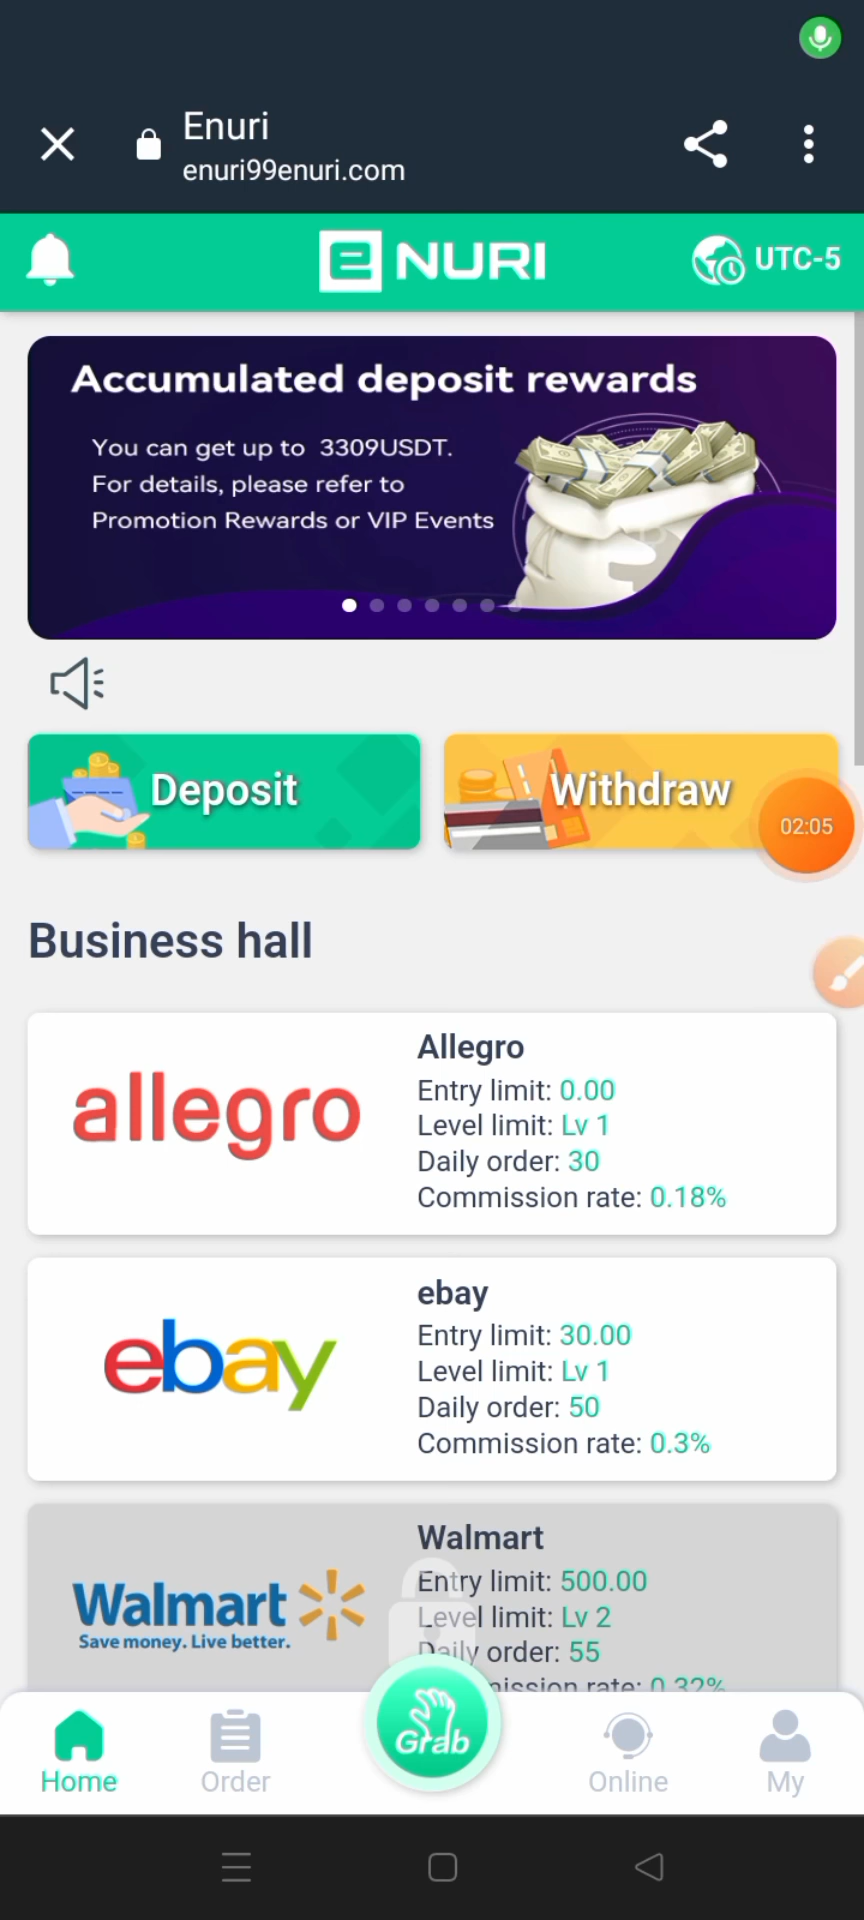 Enuri
enuri99enuri.com
e NURI
UTC-5
Accumulated deposit rewards
You can get up to 3309USDT.
For details, please refer to
Promotion Rewards or VIP Events
Deposit
Withdraw
02:05
Business hall
allegro
Allegro
Entry limit: 0.00
Level limit: Lv 1
Daily order: 30
Commission rate: 0.18%
ebay
ebay
Entry limit: 30.00
Level limit: Lv 1
Daily order: 50
Commission rate: 0.3%
Walmart
Save money. Live better.
Walmart
Entry limit: 500.00
Level limit: Lv 2
Daily order: 55
rate: 0.32%
Grab
Home
Order
Online
My